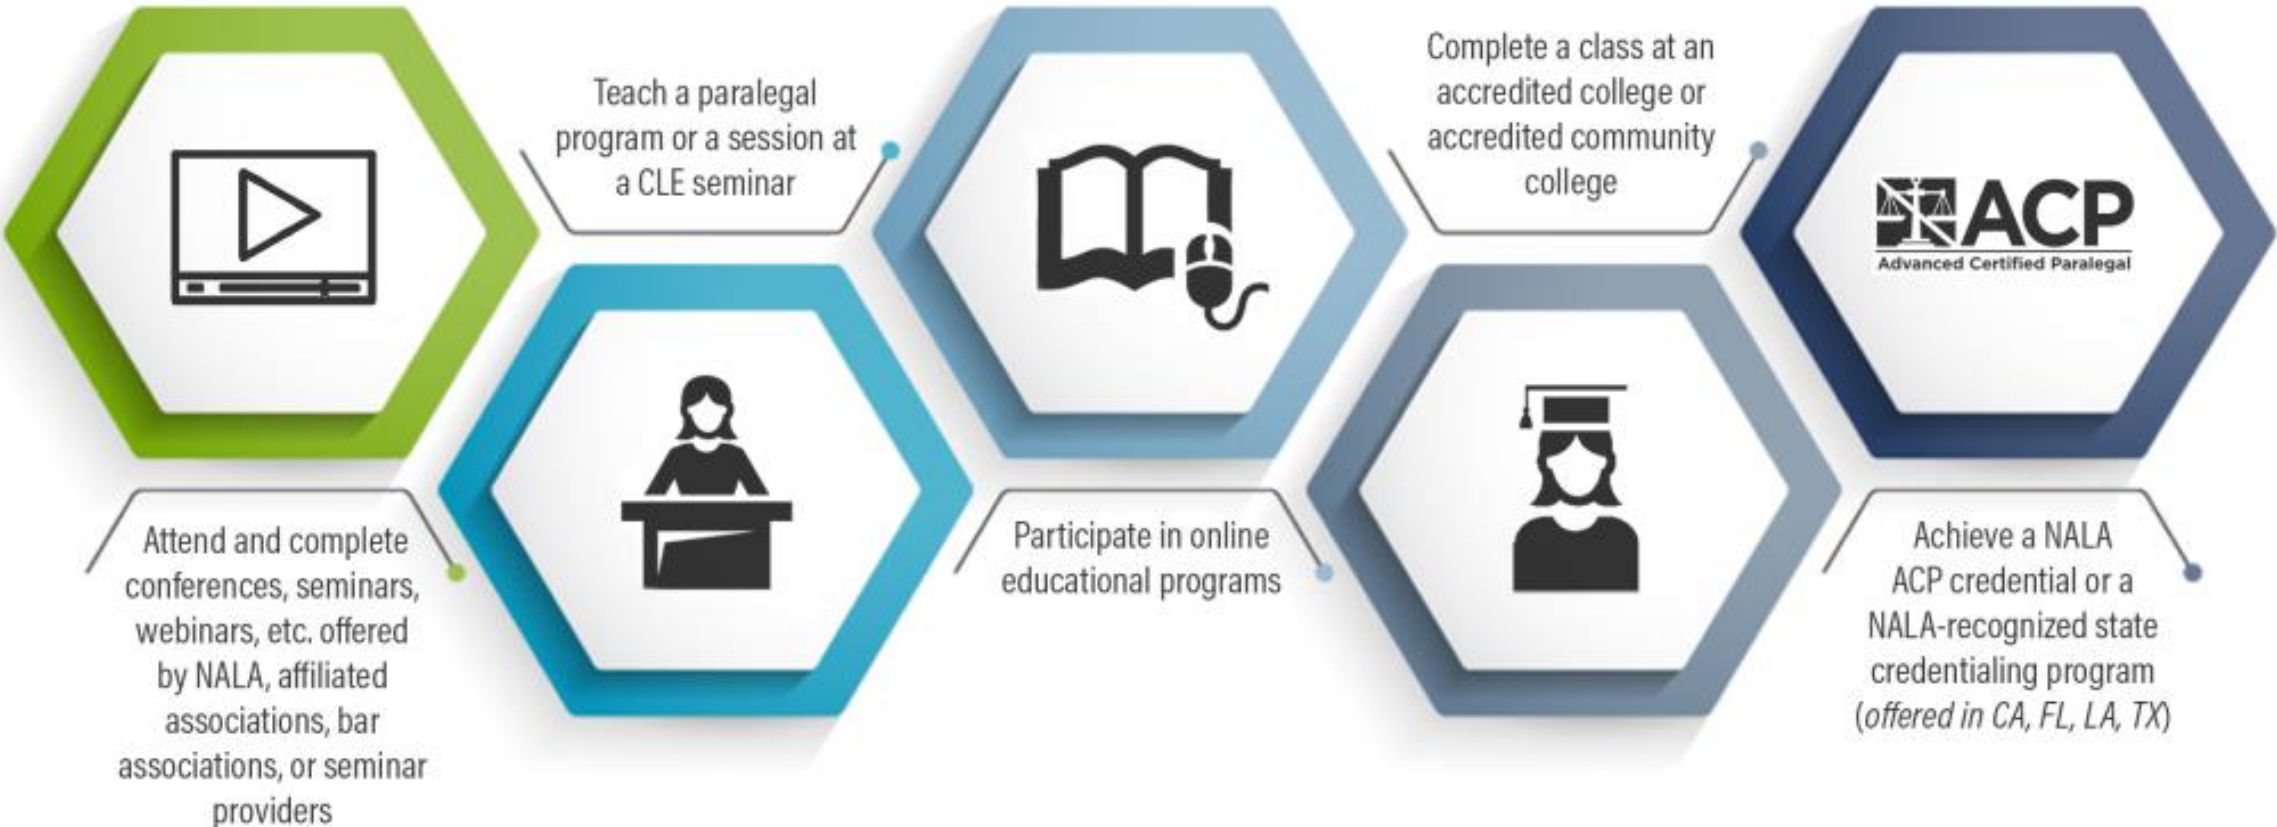 Attend and complete
conferences, seminars,
webinars, etc. offered
by NALA, affiliated
associations, bar
associations, or seminar
providers
Teach a paralegal
program or a session at
a CLE seminar
Participate in online
educational programs
Complete a class at an
accredited college or
accredited community
college
ACP
Advanced Certified Paralegal
Achieve a NALA
ACP credential or a
NALA-recognized state
credentialing program
(offered in CA, FL, LA, TX)